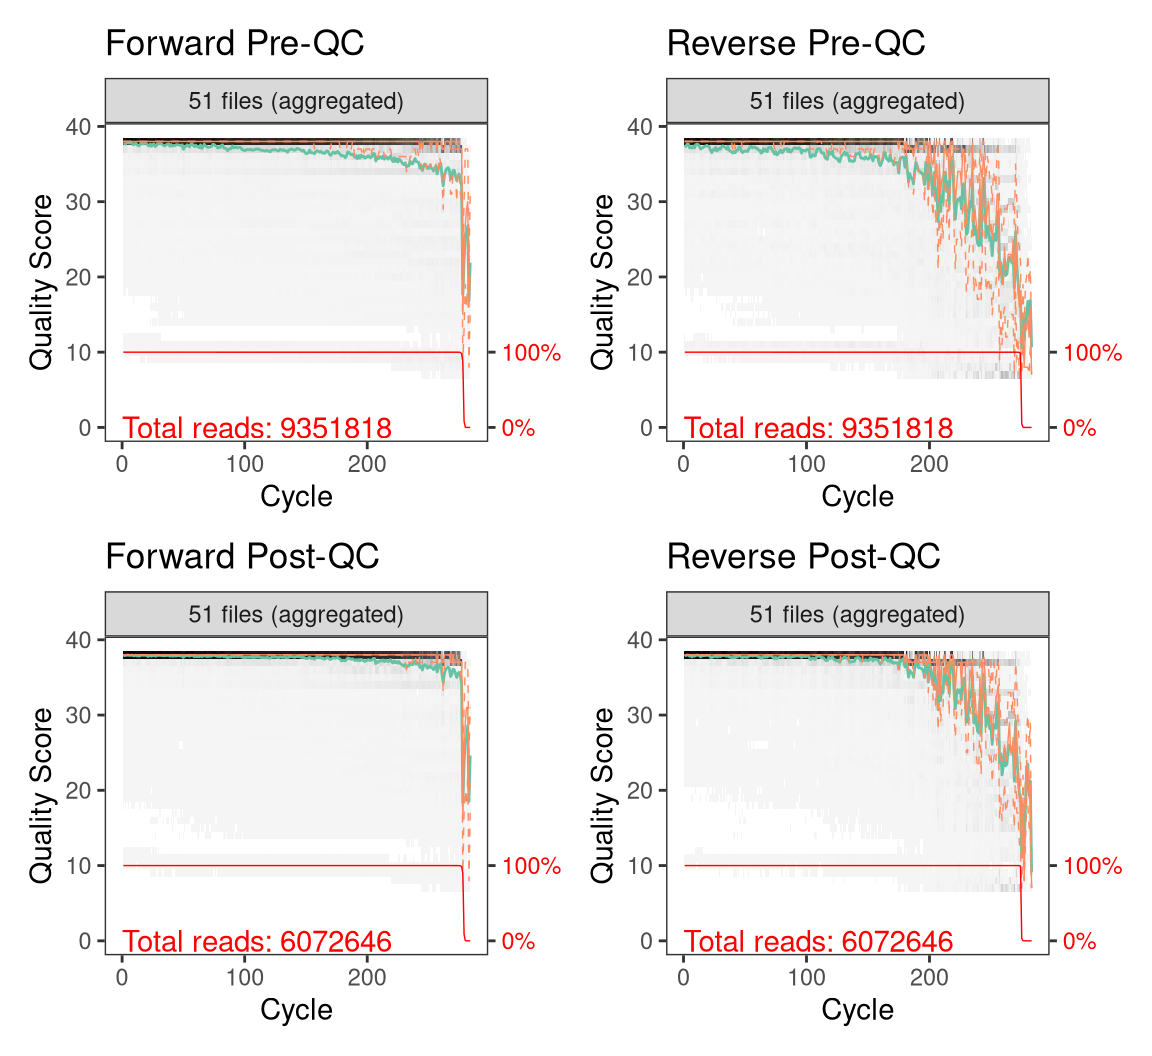 Forward Pre-QC
51 files (aggregated)
40
30
20
10
0
Quality Score
100%
0%
Total reads: 9351818
0 100 200
Cycle
Reverse Pre-QC
51 files (aggregated)
40
30
20
10
0
Quality Score
100%
0%
Total reads: 9351818
0 100 200
Cycle
Forward Post-QC
51 files (aggregated)
40
30
20
10
0
Quality Score
100%
0%
Total reads: 6072646
0 100 200
Cycle
Reverse Post-QC
51 files (aggregated)
40
30
20
10
0
Quality Score
100%
0%
Total reads: 6072646
0 100 200
Cycle